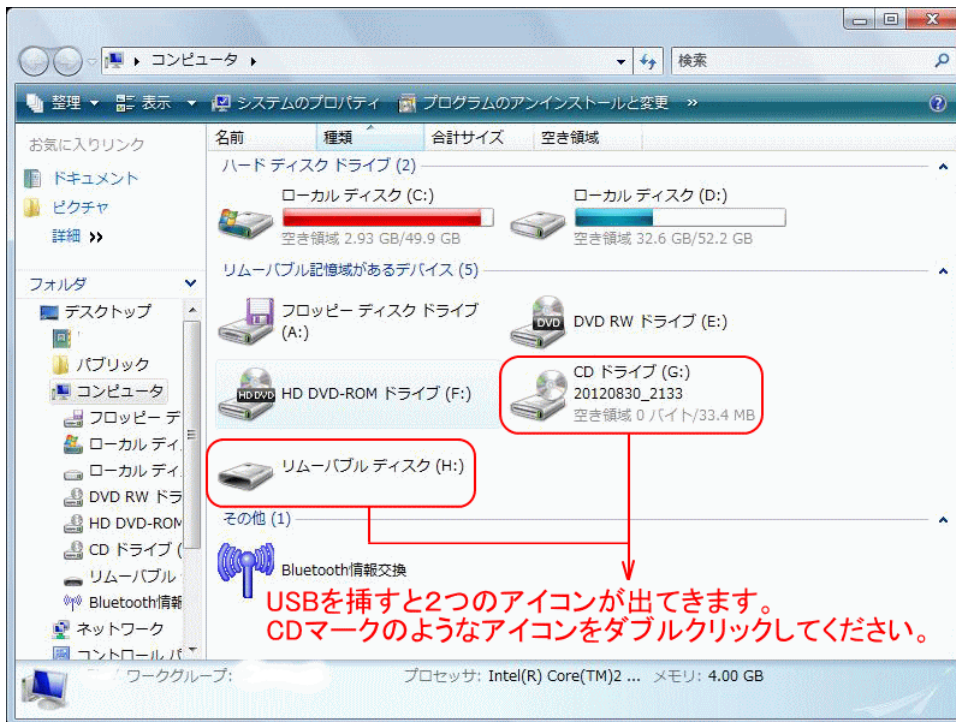 コンピュータ
検索
整理 表示 システムのプロパティ プログラムのアンインストールと変更 »
お気に入りリンク
ドキュメント
ピクチャ
詳細 »
フォルダ
デスクトップ
パブリック
コンピュータ
フロッピー デ
ローカル ディ
ローカル ディ
DVD RW ドラ
HD DVD-ROM
CD ドライブ (
リムーバブル
Bluetooth情報
ネットワーク
コントロール パ
名前 種類 合計サイズ 空き領域
ハード ディスク ドライブ (2)
ローカル ディスク (C:)
空き領域 2.93 GB/49.9 GB
ローカル ディスク (D:)
空き領域 32.6 GB/52.2 GB
リムーバブル記憶域があるデバイス (5)
フロッピー ディスク ドライブ
(A:)
DVD
DVD RW ドライブ (E:)
HD DVD
HD DVD-ROM ドライブ (F:)
CD ドライブ (G:)
20120830_2133
空き領域 0 バイト/33.4 MB
リムーバブル ディスク (H:)
その他 (1)
Bluetooth情報交換
USBを挿すと2つのアイコンが出てきます。
CDマークのようなアイコンをダブルクリックしてください。
ワークグループ: プロセッサ: Intel(R) Core(TM)2 ... メモリ: 4.00 GB